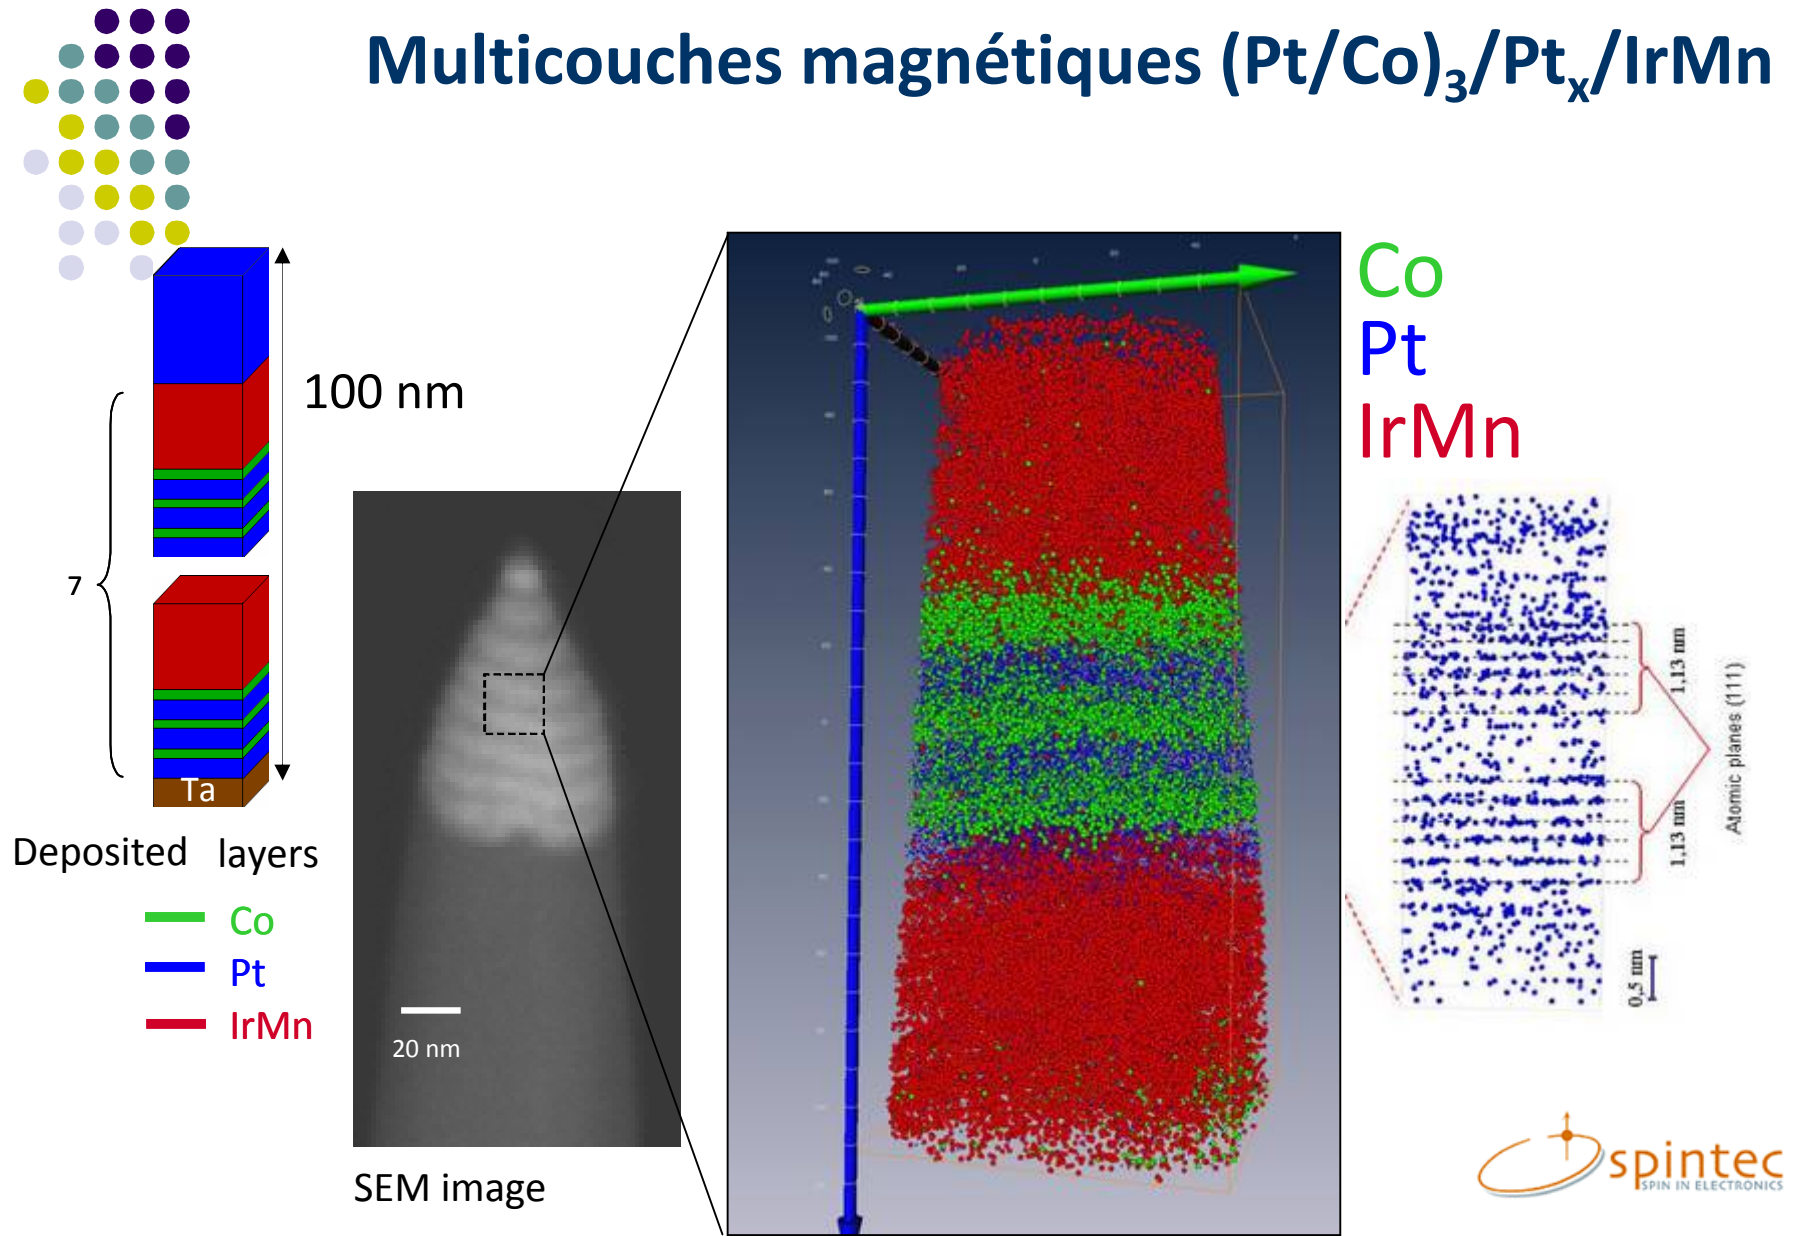 Multicouches magnétiques (Pt/Co)3/Ptx/IrMn
100 nm
7
Ta
Deposited layers
Co
Pt
IrMn
20 nm
SEM image
Co
Pt
IrMn
1,13 nm
1,13 nm
Atomic planes (111)
0,5 nm
spintec
SPIN IN ELECTRONICS